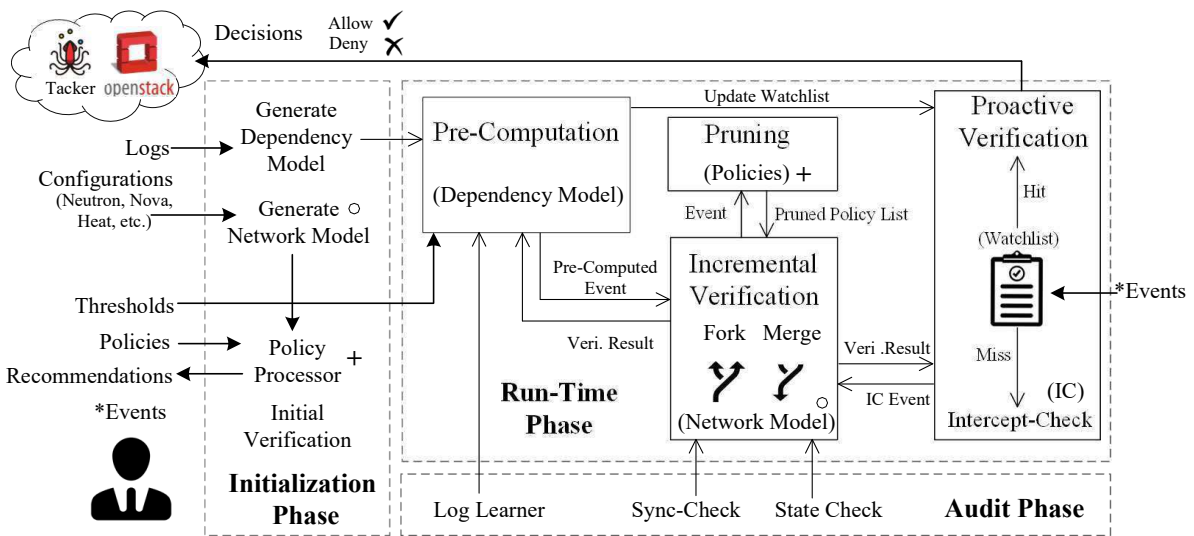 Decisions
Allow
Deny
Tacker
openstack
Logs
Configurations
(Neutron, Nova,
Heat, etc.)
Thresholds
Policies
Recommendations
*Events
Generate
Dependency
Model
Generate
Network Model
Policy
Processor
+
Initial
Verification
Initialization
Phase
Pre-Computation
(Dependency Model)
Update Watchlist
Pruning
(Policies) +
Event
Pruned Policy List
Pre-Computed
Event
Veri. Result
Incremental
Verification
Fork
Merge
(Network Model)
Run-Time
Phase
Veri .Result
IC Event
Proactive
Verification
Hit
(Watchlist)
*Events
Miss
(IC)
Intercept-Check
Log Learner
Sync-Check
State Check
Audit Phase